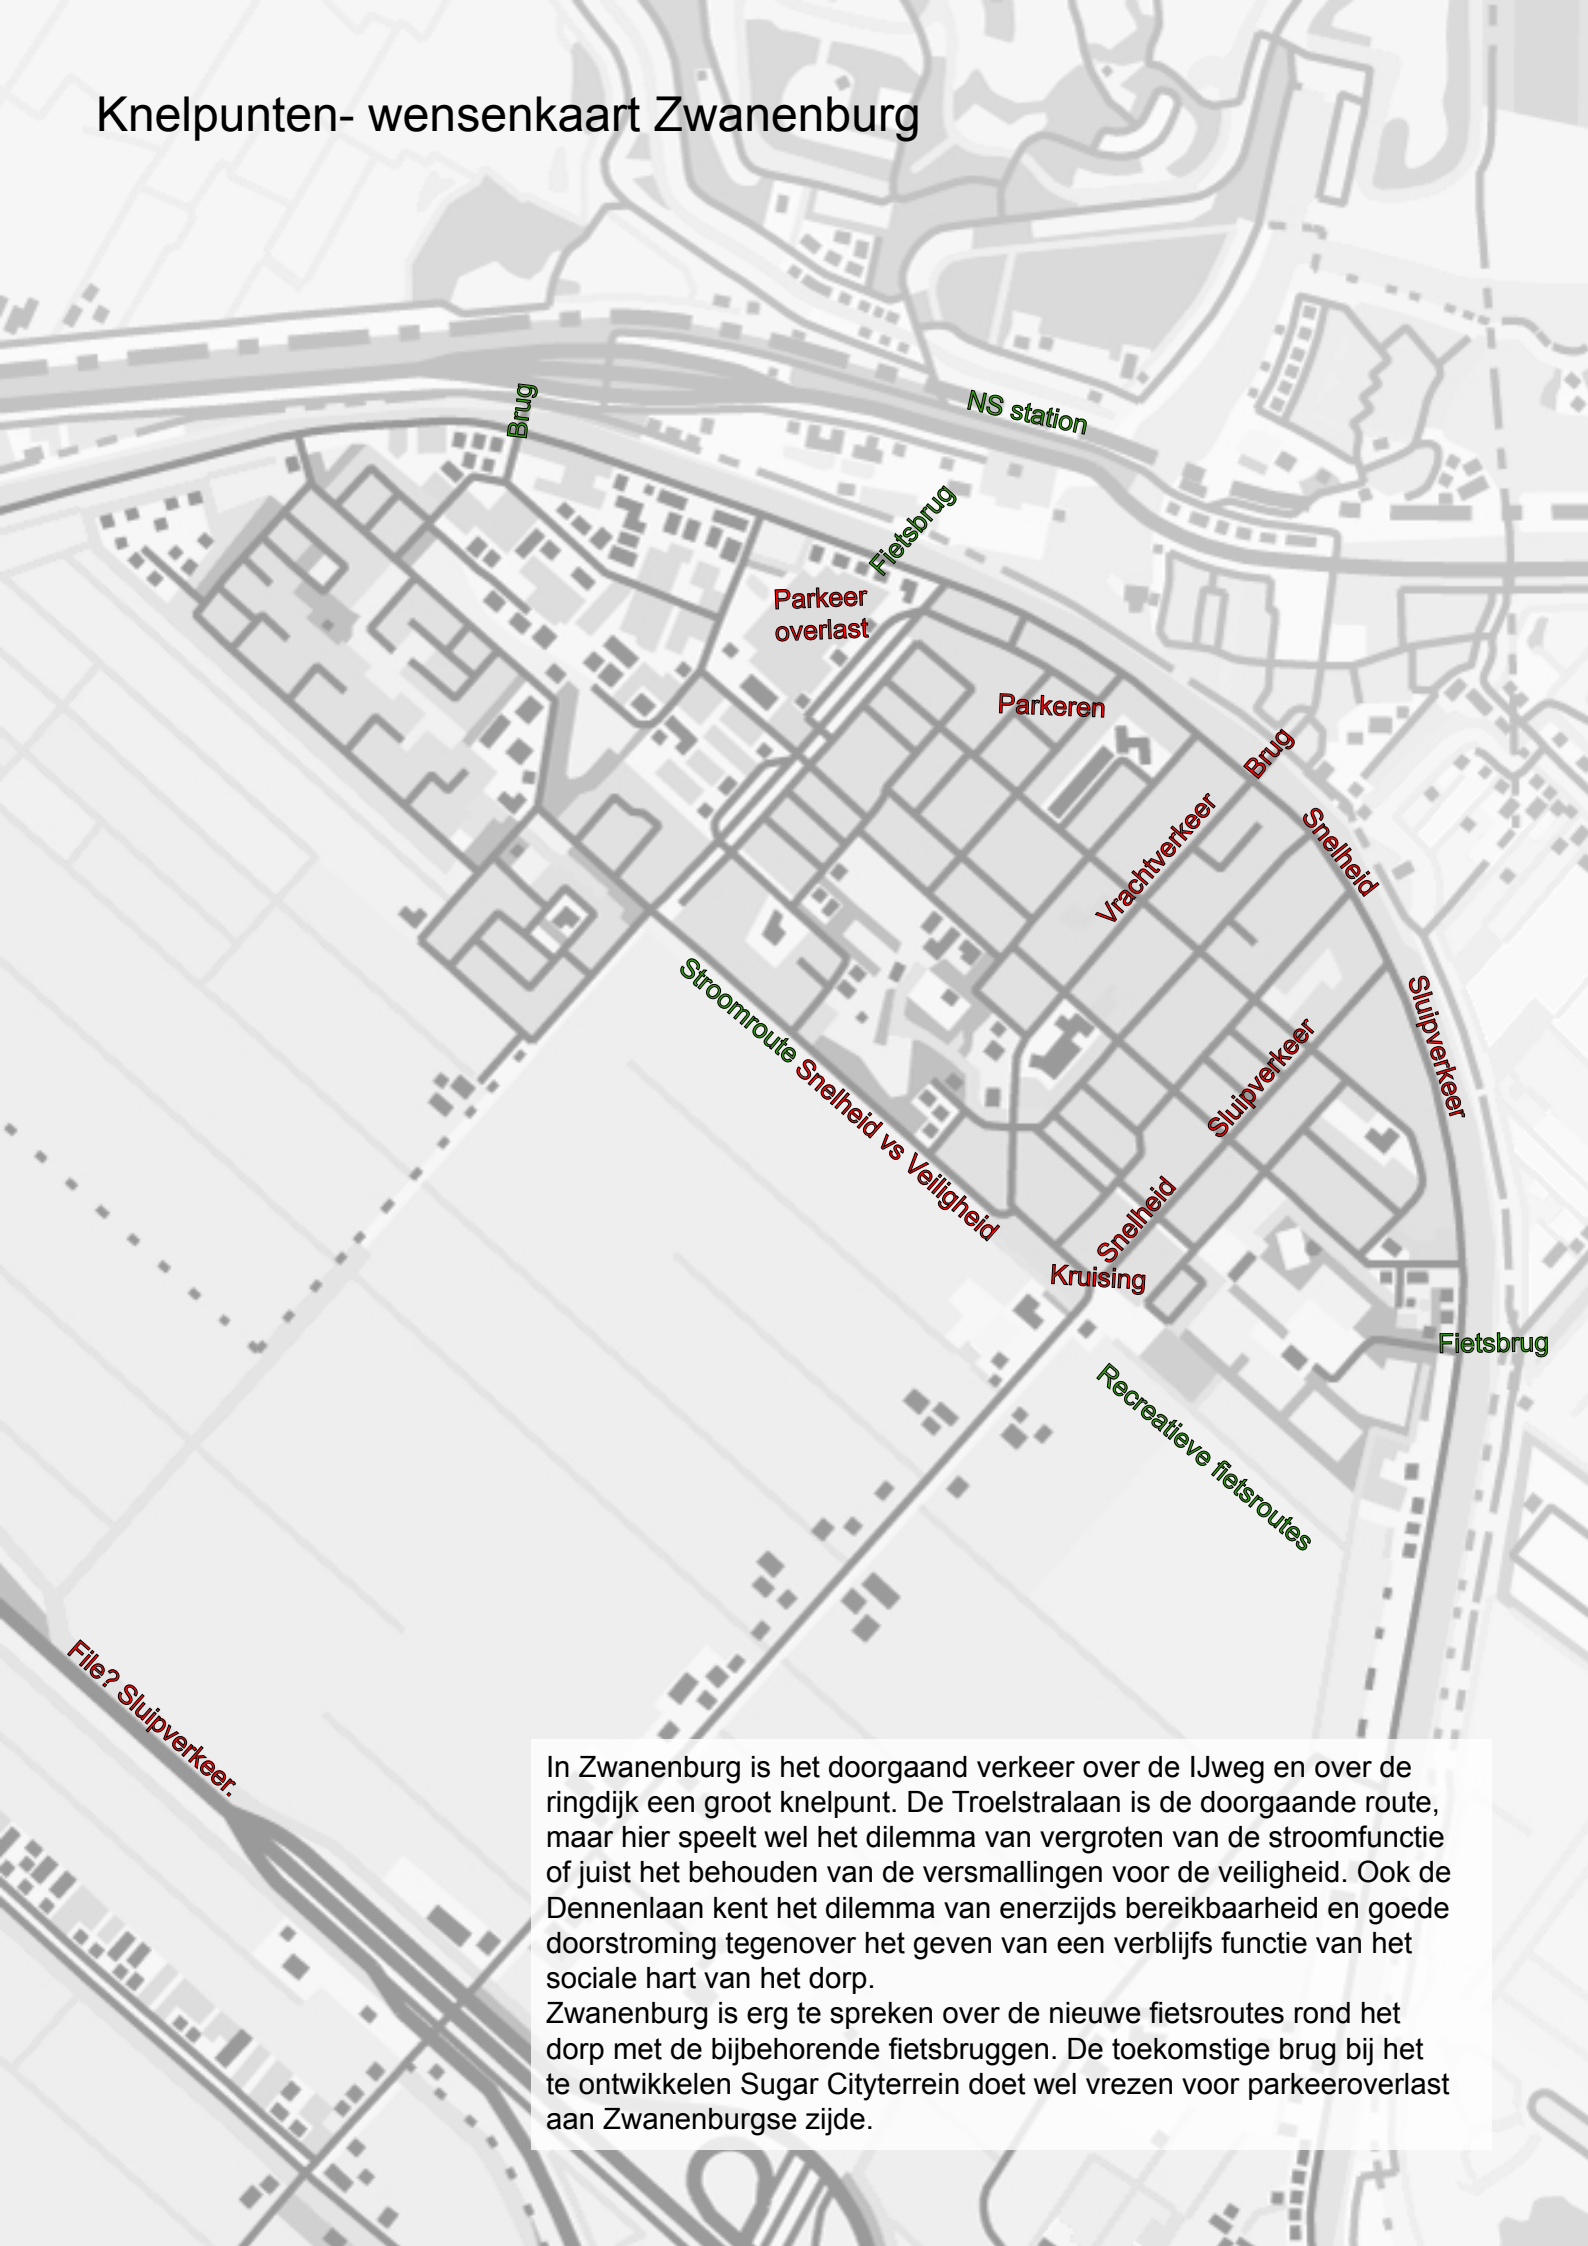 Knelpunten- wensenkaart Zwanenburg
Brug
NS station
Fietsbrug
Parkeer
overlast
Parkeren
Brug
Vrachtverkeer
Snelheid
Stroomroute
Snelheid vs Veiligheid
Sluipverkeer
Sluipverkeer
Snelheid
Kruising
Fietsbrug
Recreatieve fietsroutes
File? Sluipverkeer.
In Zwanenburg is het doorgaand verkeer over de IJweg en over de
ringdijk een groot knelpunt. De Troelstralaan is de doorgaande route,
maar hier speelt wel het dilemma van vergroten van de stroomfunctie
of juist het behouden van de versmallingen voor de veiligheid. Ook de
Dennenlaan kent het dilemma van enerzijds bereikbaarheid en goede
doorstroming tegenover het geven van een verblijfs functie van het
sociale hart van het dorp.
Zwanenburg is erg te spreken over de nieuwe fietsroutes rond het
dorp met de bijbehorende fietsbruggen. De toekomstige brug bij het
te ontwikkelen Sugar Cityterrein doet wel vrezen voor parkeeroverlast
aan Zwanenburgse zijde.